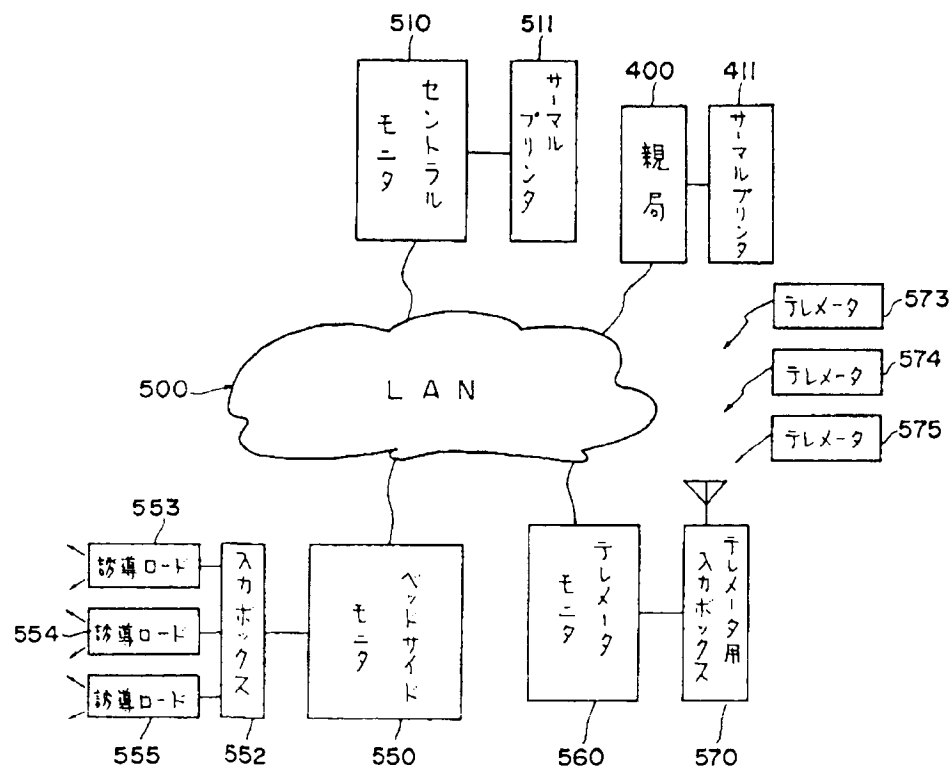 510
511
400
411
セントラル
モニタ
サーマル
プリンタ
親局
サーマルプリンタ
テレメータ
573
テレメータ
574
テレメータ
575
500
LAN
553
誘導ロード
554
誘導ロード
誘導ロード
555
入力ボックス
552
ベッドサイド
モニタ
550
テレメータ
モニタ
560
テレメータ用
入力ボックス
570